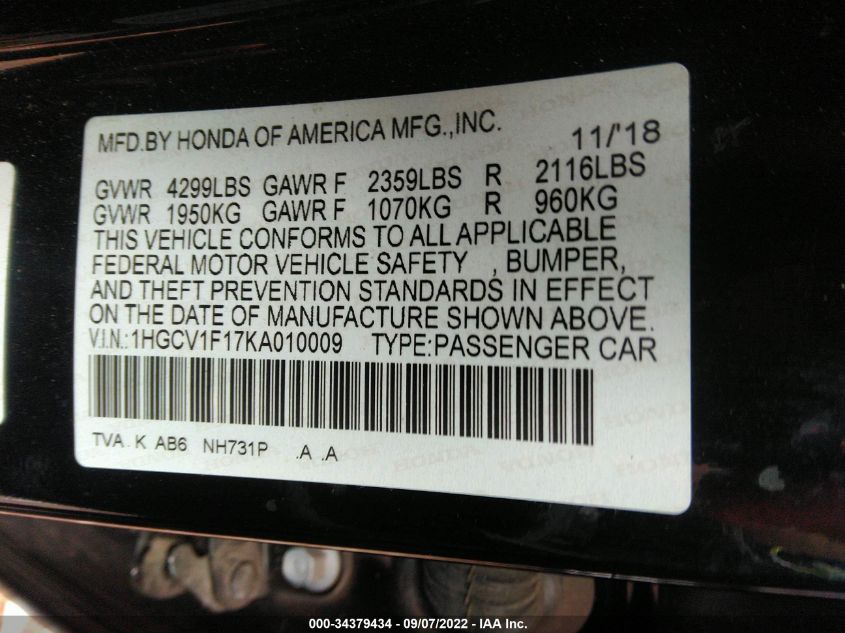 MFD.BY HONDA OF AMERICA MFG.,INC. 11/'18
GVWR 4299LBS GAWR F 2359LBS R 2116LBS
GVWR 1950KG GAWR F 1070KG R 960KG
THIS VEHICLE CONFORMS TO ALL APPLICABLE
FEDERAL MOTOR VEHICLE SAFETY , BUMPER,
AND THEFT PREVENTION STANDARDS IN EFFECT
ON THE DATE OF MANUFACTURE SHOWN ABOVE.
V.I.N.:1HGCV1F17KA010009 TYPE:PASSENGER CAR
TVA K AB6 NH731P .A .A
000-34379434 - 09/07/2022 - IAA Inc.